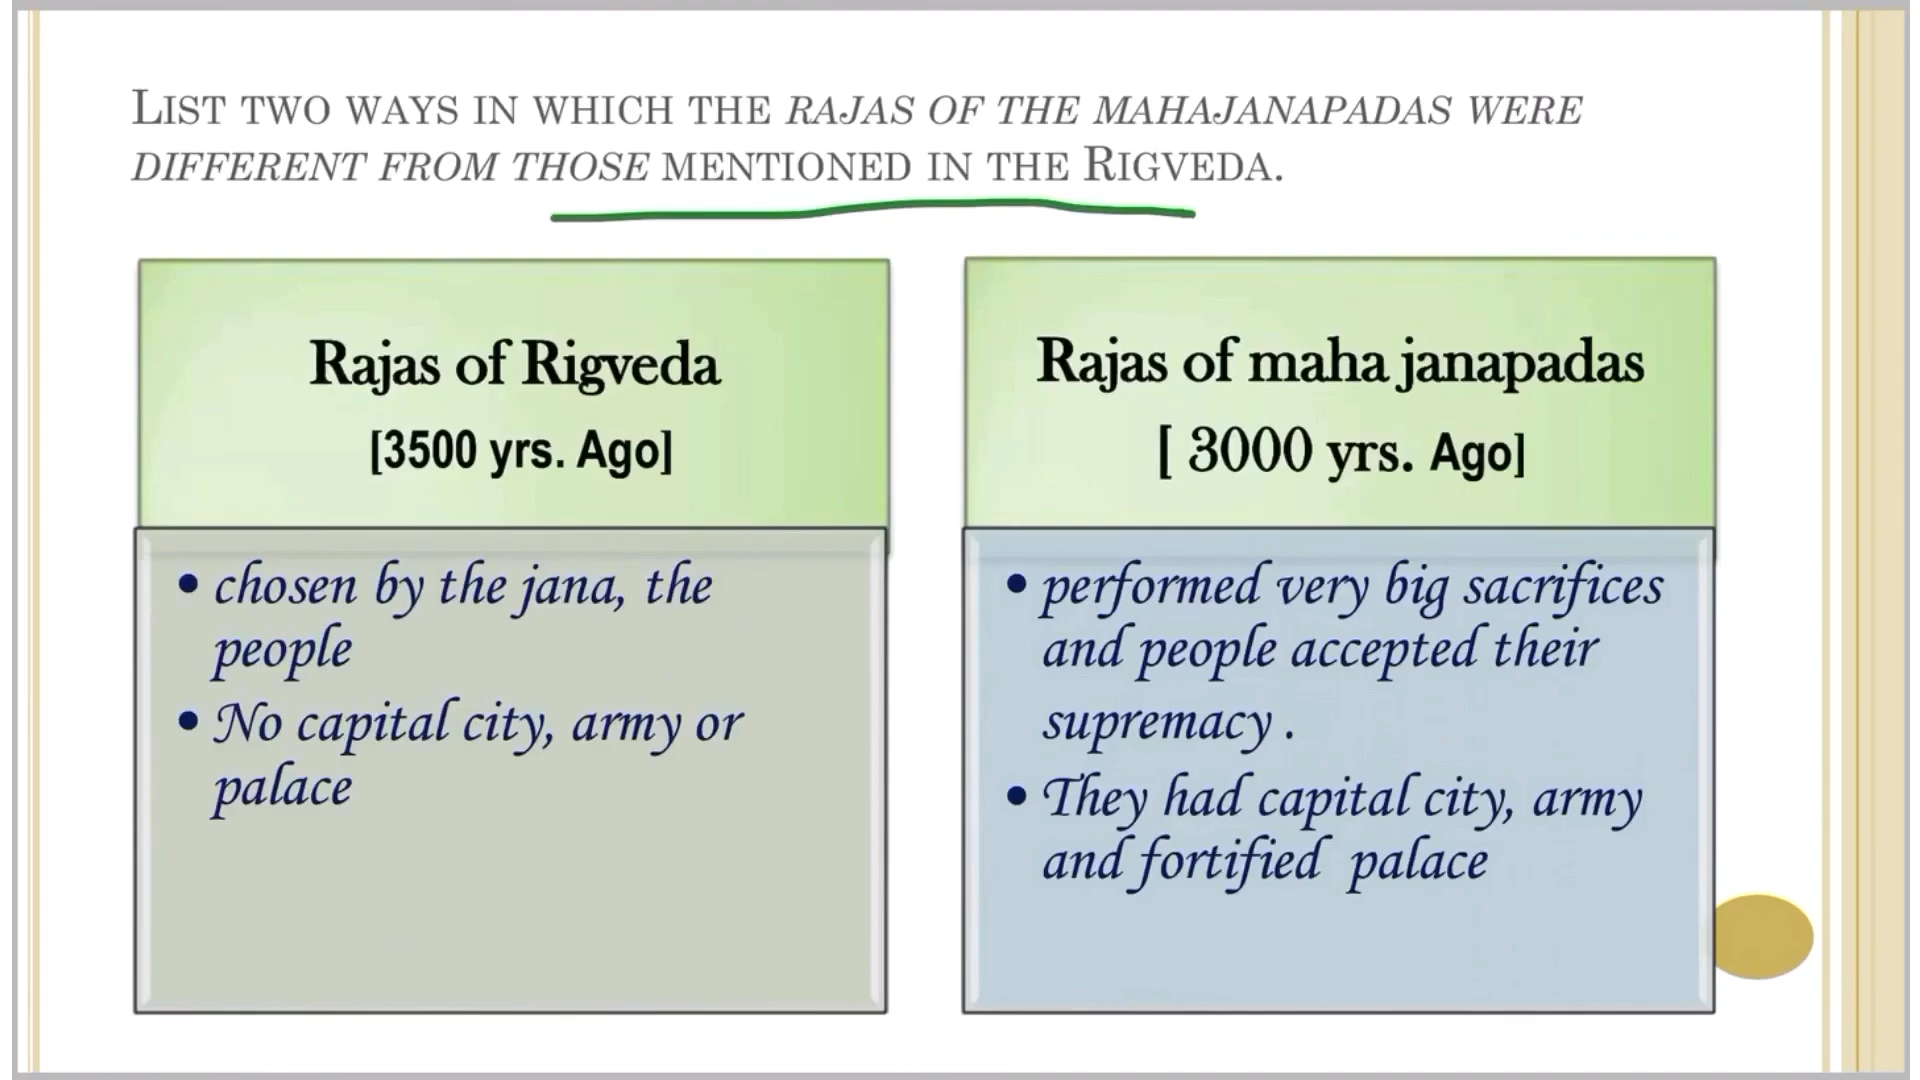 LIST TWO WAYS IN WHICH THE RAJAS OF THE MAHAJANAPADAS WERE
DIFFERENT FROM THOSE MENTIONED IN THE RIGVEDA.
Rajas of Rigveda
[3500 yrs. Ago]
• chosen by the jana, the
people
• No capital city, army or
palace
Rajas of maha janapadas
[ 3000 yrs. Ago]
• performed very big sacrifices
and people accepted their
supremacy .
• They had capital city, army
and fortified palace